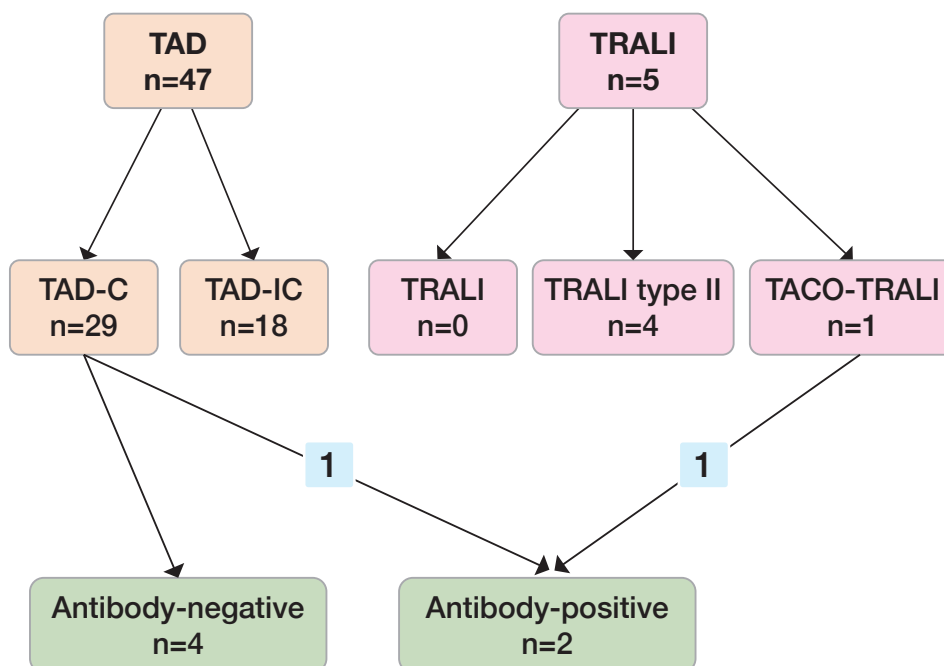 TAD
n=47
TRALI
n=5
TAD-C
n=29
TAD-IC
n=18
TRALI
n=0
TRALI type II
n=4
TACO-TRALI
n=1
1
1
Antibody-negative
n=4
Antibody-positive
n=2